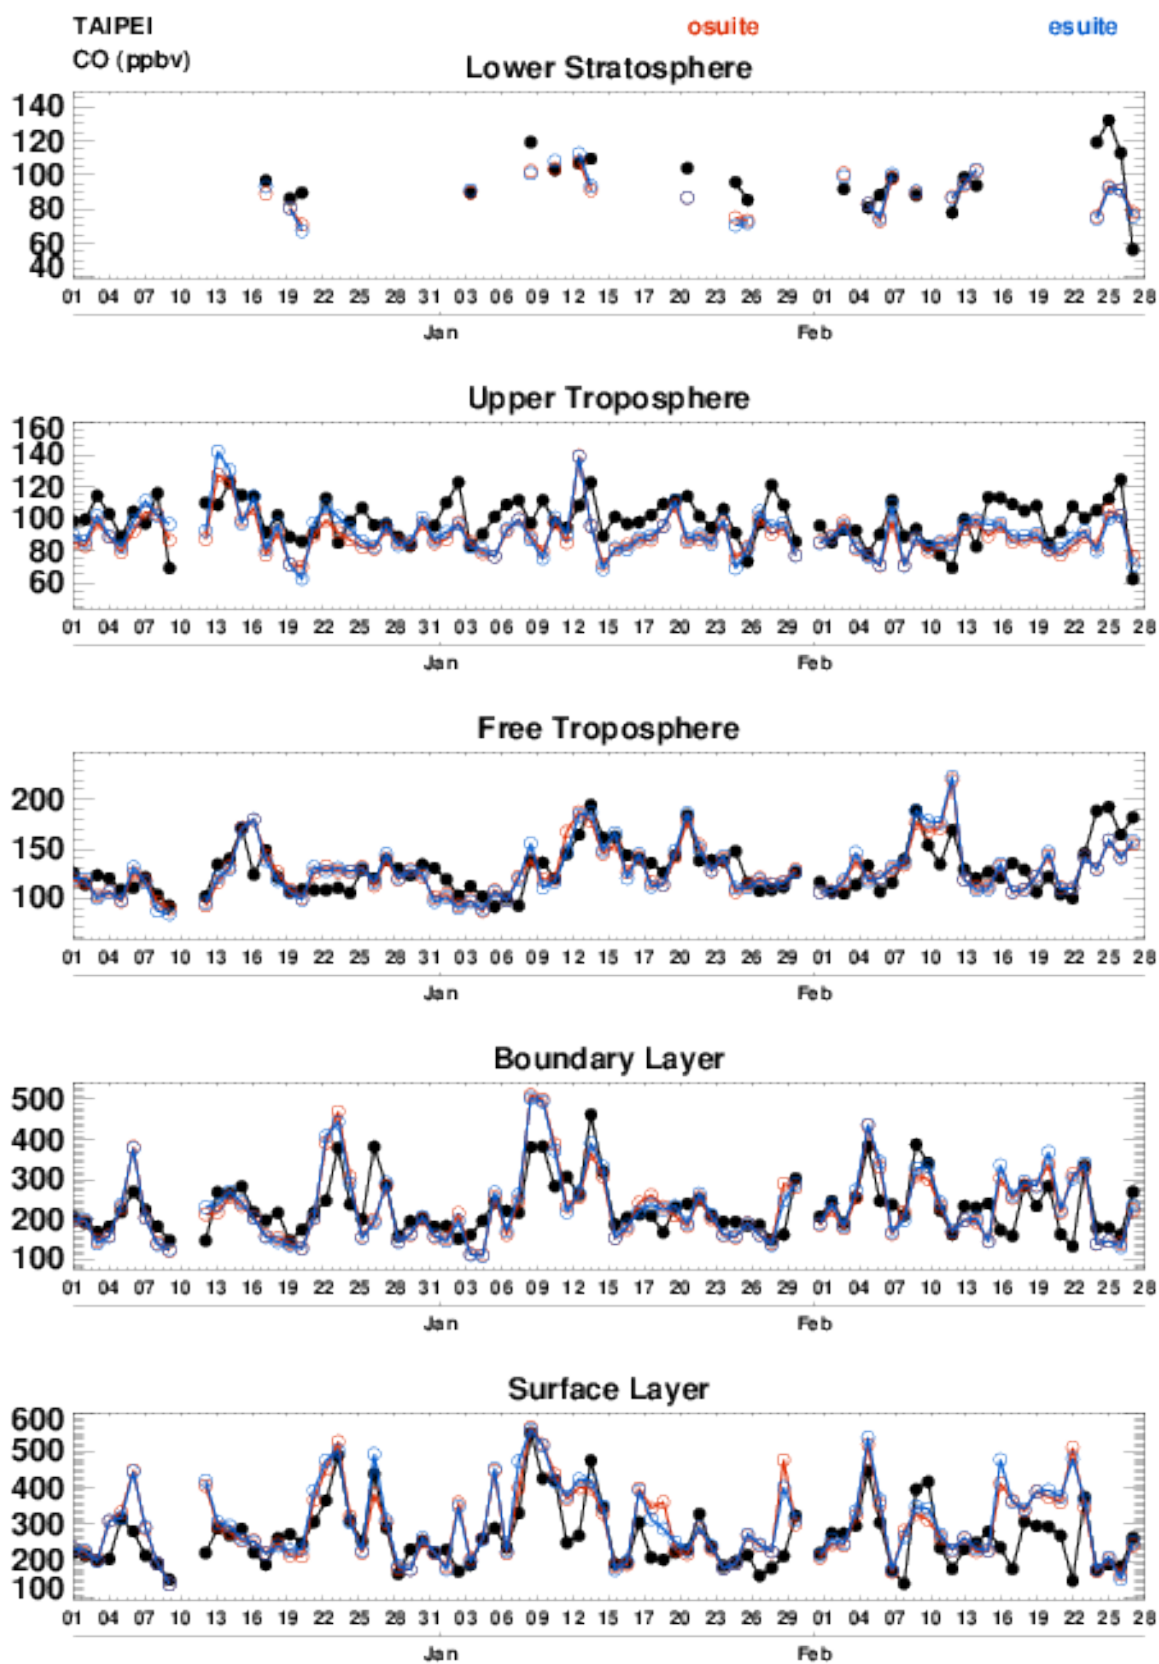 TAIPEI osuite esuite
CO (ppbv)
Lower Stratosphere
140
120
100
80
60
40
01 04 07 10 13 16 19 22 25 28 31 03 06 09 12 15 17 20 23 26 29 01 04 07 10 13 16 19 22 25 28
Jan Feb
Upper Troposphere
160
140
120
100
80
60
01 04 07 10 13 16 19 22 25 28 31 03 06 09 12 15 17 20 23 26 29 01 04 07 10 13 16 19 22 25 28
Jan Feb
Free Troposphere
200
150
100
01 04 07 10 13 16 19 22 25 28 31 03 06 09 12 15 17 20 23 26 29 01 04 07 10 13 16 19 22 25 28
Jan Feb
Boundary Layer
500
400
300
200
100
01 04 07 10 13 16 19 22 25 28 31 03 06 09 12 15 17 20 23 26 29 01 04 07 10 13 16 19 22 25 28
Jan Feb
Surface Layer
600
500
400
300
200
100
01 04 07 10 13 16 19 22 25 28 31 03 06 09 12 15 17 20 23 26 29 01 04 07 10 13 16 19 22 25 28
Jan Feb